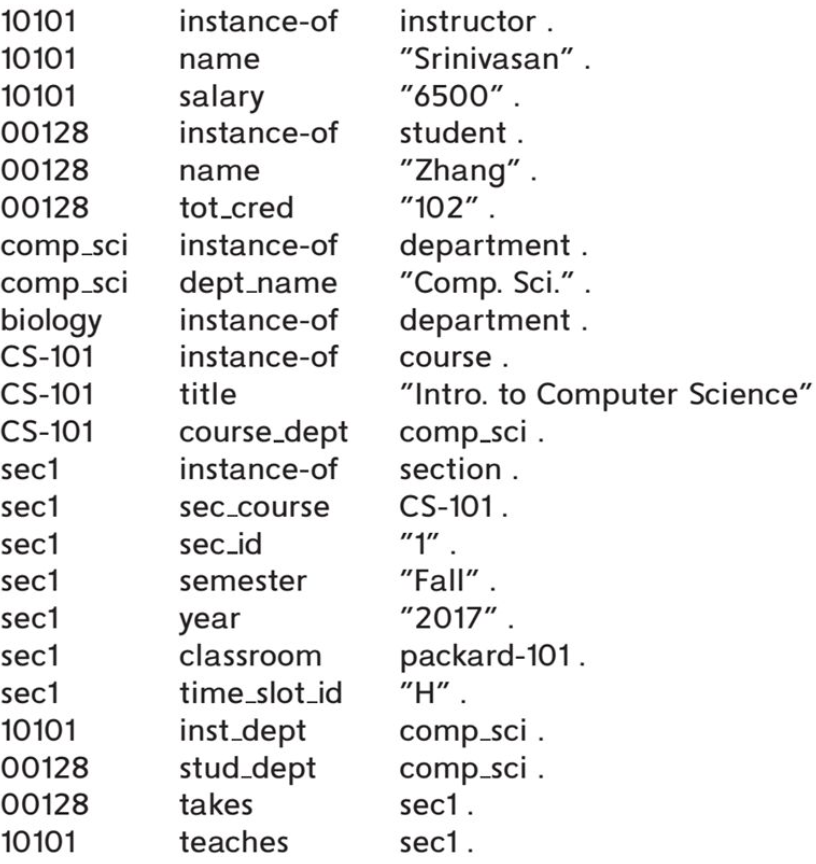 10101 instance-of instructor .
10101 name "Srinivasan" .
10101 salary "6500" .
00128 instance-of student .
00128 name "Zhang" .
00128 tot_cred "102" .
comp_sci instance-of department .
comp_sci dept_name "Comp. Sci." .
biology instance-of department .
CS-101 instance-of course .
CS-101 title "Intro. to Computer Science"
CS-101 course_dept comp_sci .
sec1 instance-of section .
sec1 sec_course CS-101 .
sec1 sec_id "1" .
sec1 semester "Fall" .
sec1 year "2017" .
sec1 classroom packard-101 .
sec1 time_slot_id "H" .
10101 inst_dept comp_sci .
00128 stud_dept comp_sci .
00128 takes sec1 .
10101 teaches sec1 .